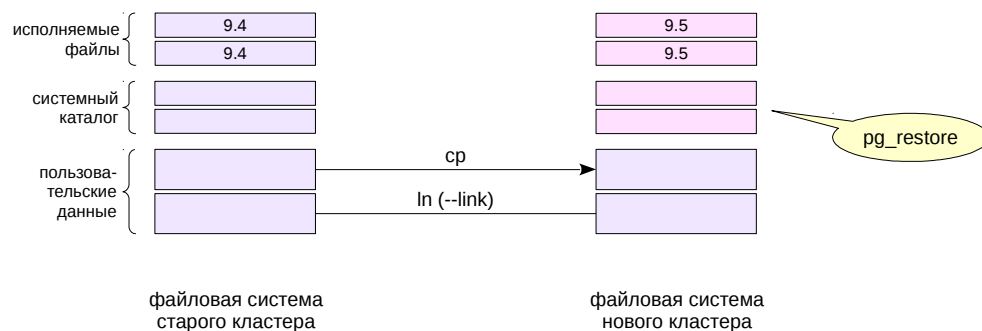 исполняемые
файлы
9.4
9.4
9.5
9.5
системный
каталог
pg_restore
пользова-
тельские
данные
cp
ln (--link)
файловая система
старого кластера
файловая система
нового кластера